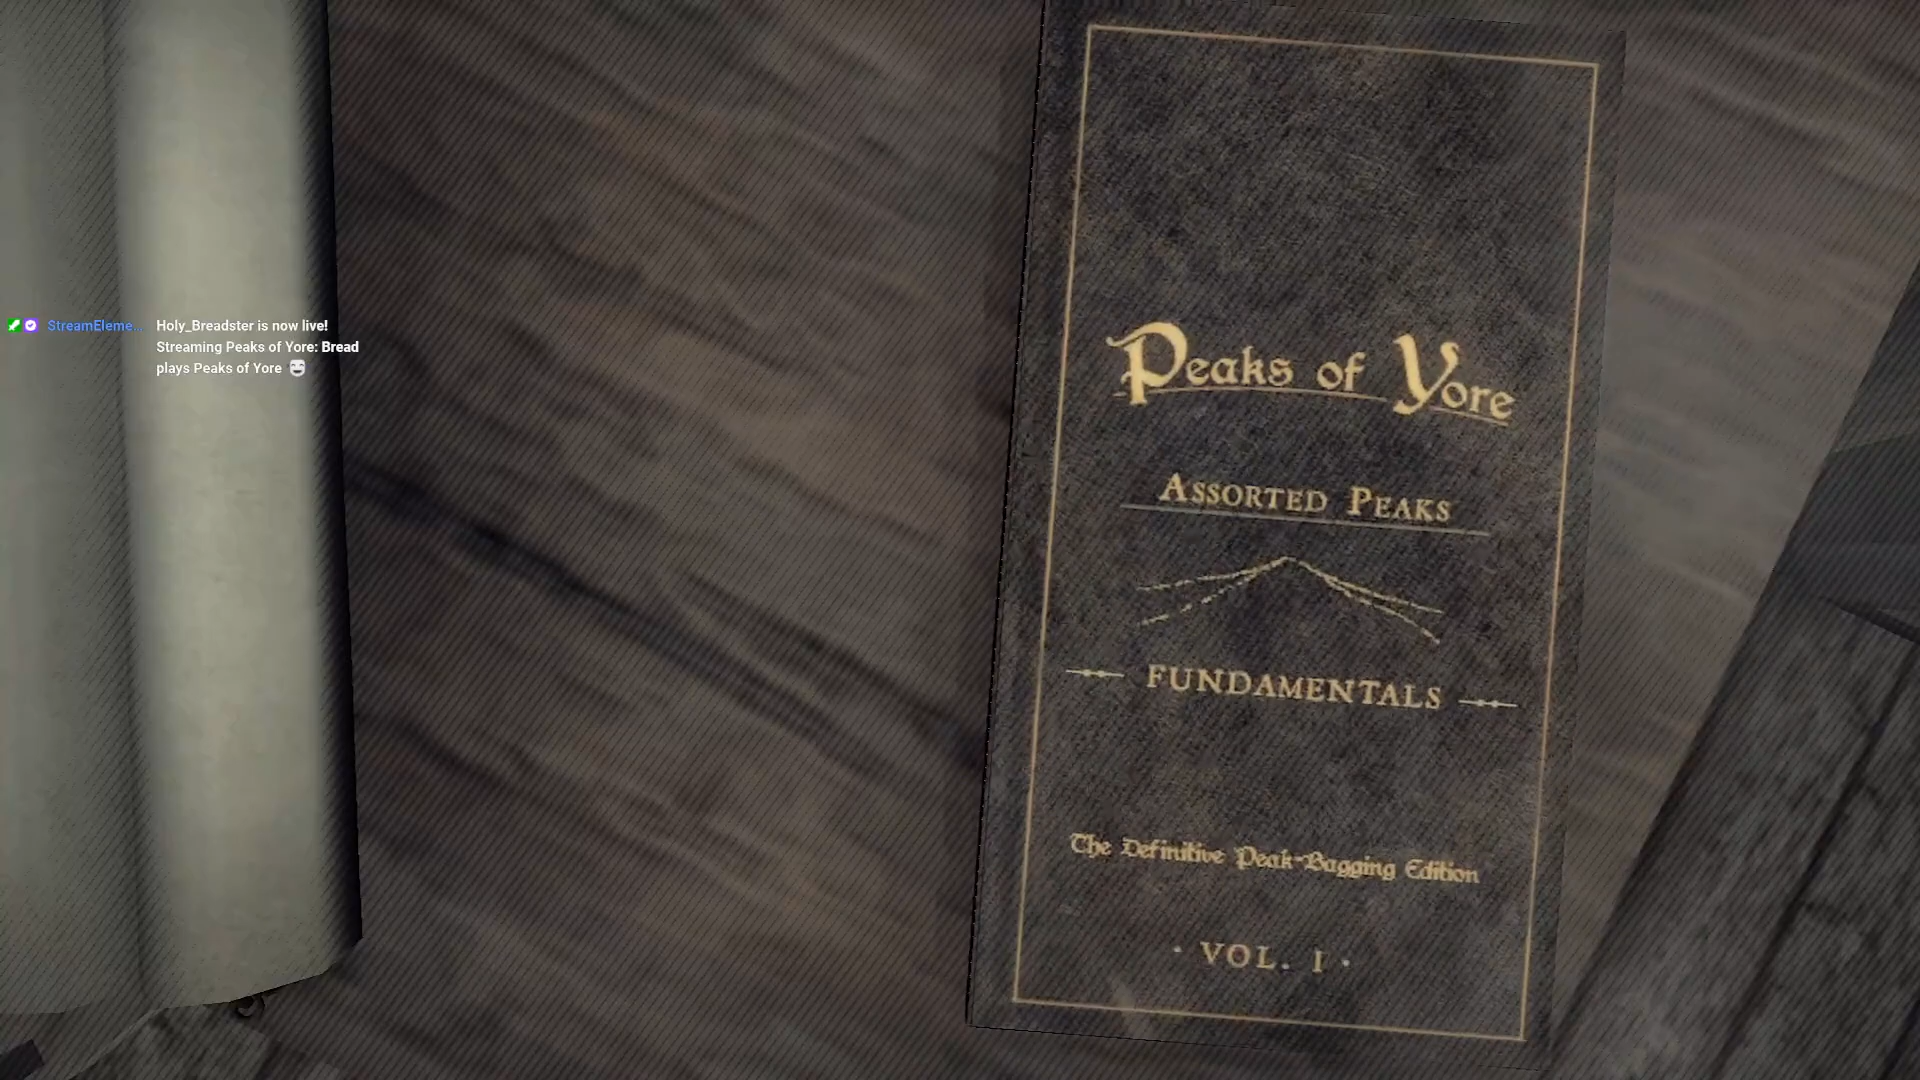 StreamEleme... Holy_Breadster is now live!
Streaming Peaks of Yore: Bread
plays Peaks of Yore
Peaks of Yore
ASSORTED PEAKS
FUNDAMENTALS
The Definitive Peak-Bagging Edition
· VOL. I ·